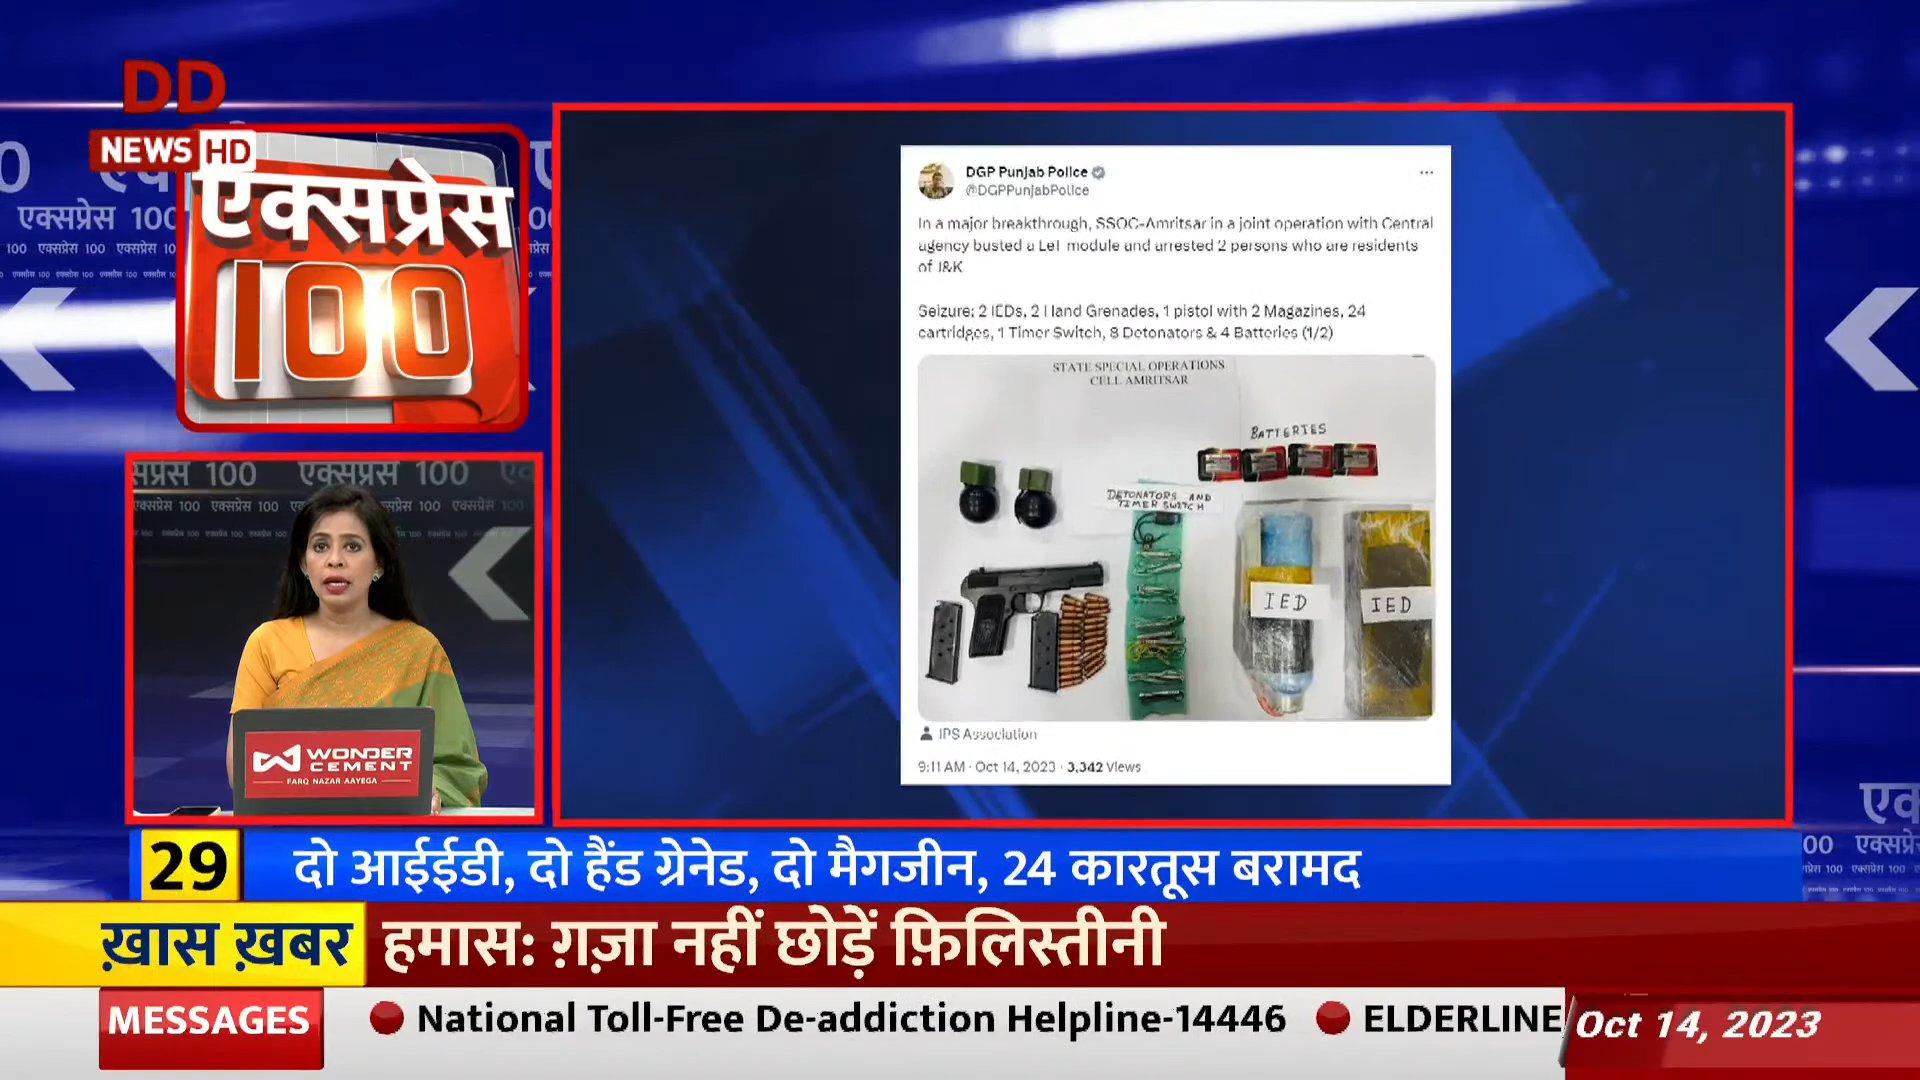 DD
NEWS HD
एक्सप्रेस
100
DGP Punjab Police
@DGPPunjabPolice
In a major breakthrough, SSOC-Amritsar in a joint operation with Central
agency busted a LeT module and arrested 2 persons who are residents
of J&K
Seizure: 2 IEDs, 2 Hand Grenades, 1 pistol with 2 Magazines, 24
cartridges, 1 Timer Switch, 8 Detonators & 4 Batteries (1/2)
STATE SPECIAL OPERATIONS
CELL AMRITSAR
BATTERIES
DETONATORS AND
TIMER SWITCH
IED
IED
IPS Association
9:11 AM · Oct 14, 2023 · 3,342 Views
एक्सप्रेस 100
WONDER
CEMENT
FARQ NAZAR AAYEGA
29 दो आईईडी, दो हैंड ग्रेनेड, दो मैगजीन, 24 कारतूस बरामद
ख़ास ख़बर हमास: ग़ज़ा नहीं छोड़ें फ़िलिस्तीनी
MESSAGES National Toll-Free De-addiction Helpline-14446 ELDERLINE Oct 14, 2023